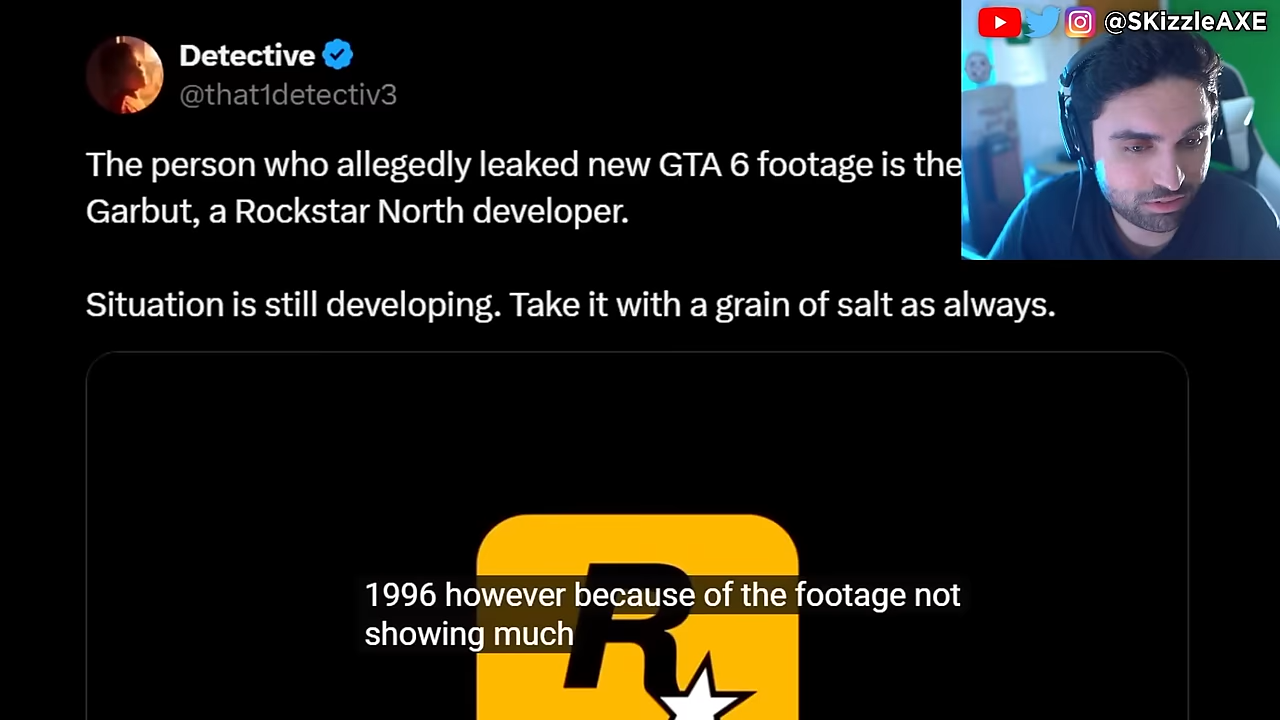 @SKizzleAXE
Detective
@that1detectiv3
The person who allegedly leaked new GTA 6 footage is the
Garbut, a Rockstar North developer.
Situation is still developing. Take it with a grain of salt as always.
R
1996 however because of the footage not
showing much